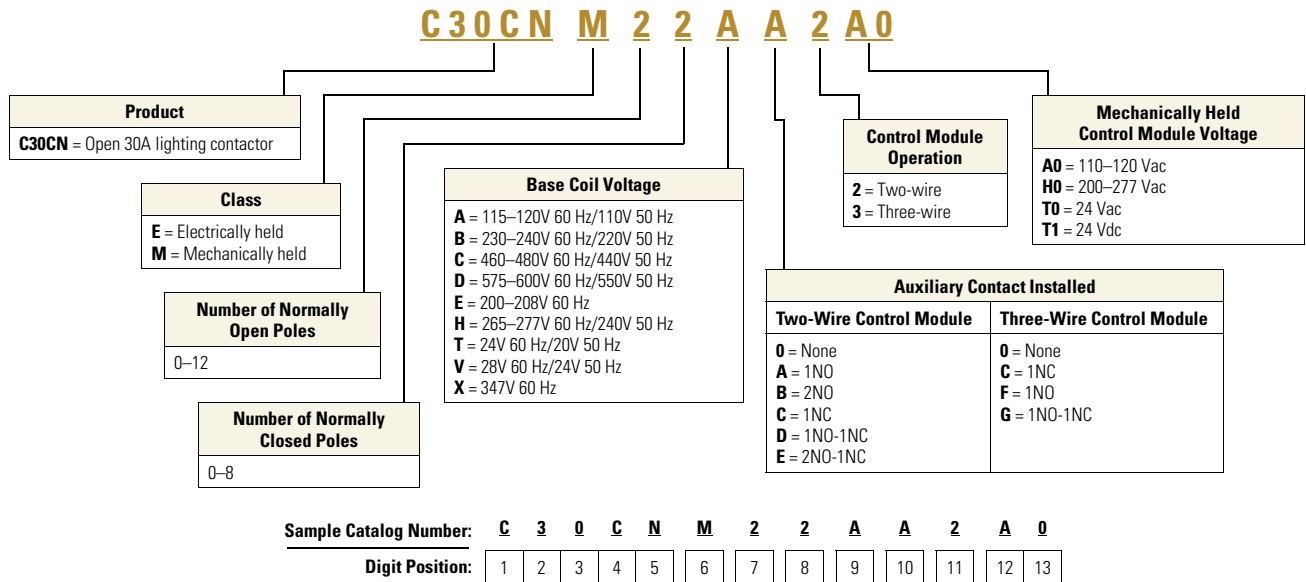 C30CN M 2 2 A A 2 A0
Product
C30CN = Open 30A lighting contactor
Class
E = Electrically held
M = Mechanically held
Number of Normally
Open Poles
0–12
Number of Normally
Closed Poles
0–8
Base Coil Voltage
A = 115–120V 60 Hz/110V 50 Hz
B = 230–240V 60 Hz/220V 50 Hz
C = 460–480V 60 Hz/440V 50 Hz
D = 575–600V 60 Hz/550V 50 Hz
E = 200–208V 60 Hz
H = 265–277V 60 Hz/240V 50 Hz
T = 24V 60 Hz/20V 50 Hz
V = 28V 60 Hz/24V 50 Hz
X = 347V 60 Hz
Control Module
Operation
2 = Two-wire
3 = Three-wire
Mechanically Held
Control Module Voltage
A0 = 110–120 Vac
H0 = 200–277 Vac
T0 = 24 Vac
T1 = 24 Vdc
Auxiliary Contact Installed
Two-Wire Control Module
0 = None
A = 1NO
B = 2NO
C = 1NC
D = 1NO-1NC
E = 2NO-1NC
Three-Wire Control Module
0 = None
C = 1NC
F = 1NO
G = 1NO-1NC
Sample Catalog Number: C 3 0 C N M 2 2 A A 2 A 0
Digit Position: 1 2 3 4 5 6 7 8 9 10 11 12 13